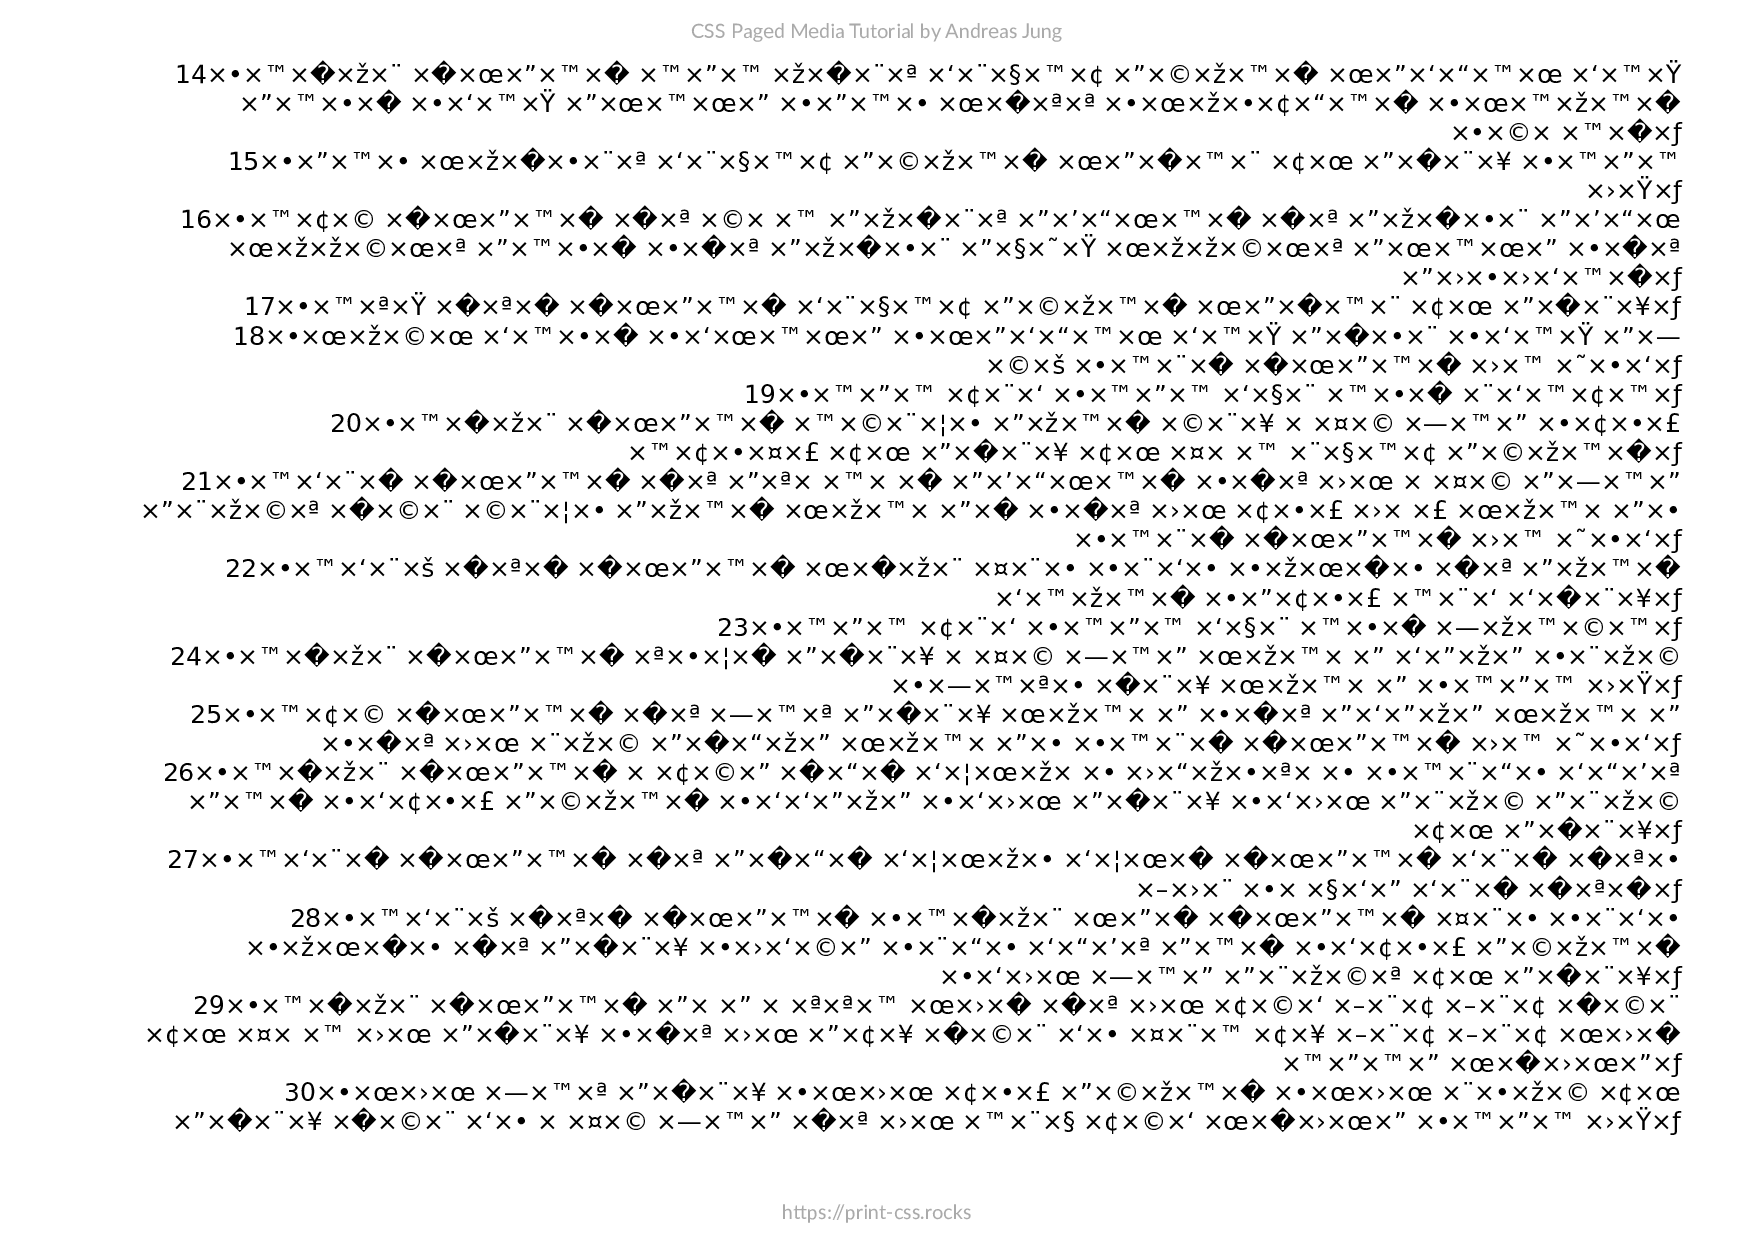 CSS Paged Media Tutorial by Andreas Jung
14×•×™×�×ž×¨ ×�×œ×”×™×� ×™×”×™ ×ž×�×¨×ª ×‘×¨×§×™×¢ ×”×©×ž×™×� ×œ×”×‘×“×™×œ ×‘×™×Ÿ
×”×™×•×� ×•×‘×™×Ÿ ×”×œ×™×œ×” ×•×”×™×• ×œ×�×ª×ª ×•×œ×ž×•×¢×“×™×� ×•×œ×™×ž×™×�
×•×©× ×™×�×ƒ
15×•×”×™×• ×œ×ž×�×•×¨×ª ×‘×¨×§×™×¢ ×”×©×ž×™×� ×œ×”×�×™×¨ ×¢×œ ×”×�×¨×¥ ×•×™×”×™
×›×Ÿ×ƒ
16×•×™×¢×© ×�×œ×”×™×� ×�×ª ×©× ×™ ×”×ž×�×¨×ª ×”×’×“×œ×™×� ×�×ª ×”×ž×�×•×¨ ×”×’×“×œ
×œ×ž×ž×©×œ×ª ×”×™×•×� ×•×�×ª ×”×ž×�×•×¨ ×”×§×˜×Ÿ ×œ×ž×ž×©×œ×ª ×”×œ×™×œ×” ×•×�×ª
×”×›×•×›×‘×™×�×ƒ
17×•×™×ª×Ÿ ×�×ª×� ×�×œ×”×™×� ×‘×¨×§×™×¢ ×”×©×ž×™×� ×œ×”×�×™×¨ ×¢×œ ×”×�×¨×¥×ƒ
18×•×œ×ž×©×œ ×‘×™×•×� ×•×‘×œ×™×œ×” ×•×œ×”×‘×“×™×œ ×‘×™×Ÿ ×”×�×•×¨ ×•×‘×™×Ÿ ×”×—
×©×š ×•×™×¨×� ×�×œ×”×™×� ×›×™ ×˜×•×‘×ƒ
19×•×™×”×™ ×¢×¨×‘ ×•×™×”×™ ×‘×§×¨ ×™×•×� ×¨×‘×™×¢×™×ƒ
20×•×™×�×ž×¨ ×�×œ×”×™×� ×™×©×¨×¦×• ×”×ž×™×� ×©×¨×¥ × ×¤×© ×—×™×” ×•×¢×•×£
×™×¢×•×¤×£ ×¢×œ ×”×�×¨×¥ ×¢×œ ×¤× ×™ ×¨×§×™×¢ ×”×©×ž×™×�×ƒ
21×•×™×‘×¨×� ×�×œ×”×™×� ×�×ª ×”×ª× ×™× ×� ×”×’×“×œ×™×� ×•×�×ª ×›×œ × ×¤×© ×”×—×™×”
×”×¨×ž×©×ª ×�×©×¨ ×©×¨×¦×• ×”×ž×™×� ×œ×ž×™× ×”×� ×•×�×ª ×›×œ ×¢×•×£ ×›× ×£ ×œ×ž×™× ×”×•
×•×™×¨×� ×�×œ×”×™×� ×›×™ ×˜×•×‘×ƒ
22×•×™×‘×¨×š ×�×ª×� ×�×œ×”×™×� ×œ×�×ž×¨ ×¤×¨×• ×•×¨×‘×• ×•×ž×œ×�×• ×�×ª ×”×ž×™×�
×‘×™×ž×™×� ×•×”×¢×•×£ ×™×¨×‘ ×‘×�×¨×¥×ƒ
23×•×™×”×™ ×¢×¨×‘ ×•×™×”×™ ×‘×§×¨ ×™×•×� ×—×ž×™×©×™×ƒ
24×•×™×�×ž×¨ ×�×œ×”×™×� ×ª×•×¦×� ×”×�×¨×¥ × ×¤×© ×—×™×” ×œ×ž×™× ×” ×‘×”×ž×” ×•×¨×ž×©
×•×—×™×ª×• ×�×¨×¥ ×œ×ž×™× ×” ×•×™×”×™ ×›×Ÿ×ƒ
25×•×™×¢×© ×�×œ×”×™×� ×�×ª ×—×™×ª ×”×�×¨×¥ ×œ×ž×™× ×” ×•×�×ª ×”×‘×”×ž×” ×œ×ž×™× ×”
×•×�×ª ×›×œ ×¨×ž×© ×”×�×“×ž×” ×œ×ž×™× ×”×• ×•×™×¨×� ×�×œ×”×™×� ×›×™ ×˜×•×‘×ƒ
26×•×™×�×ž×¨ ×�×œ×”×™×� × ×¢×©×” ×�×“×� ×‘×¦×œ×ž× ×• ×›×“×ž×•×ª× ×• ×•×™×¨×“×• ×‘×“×’×ª
×”×™×� ×•×‘×¢×•×£ ×”×©×ž×™×� ×•×‘×‘×”×ž×” ×•×‘×›×œ ×”×�×¨×¥ ×•×‘×›×œ ×”×¨×ž×© ×”×¨×ž×©
×¢×œ ×”×�×¨×¥×ƒ
27×•×™×‘×¨×� ×�×œ×”×™×� ×�×ª ×”×�×“×� ×‘×¦×œ×ž×• ×‘×¦×œ×� ×�×œ×”×™×� ×‘×¨×� ×�×ª×•
×–×›×¨ ×•× ×§×‘×” ×‘×¨×� ×�×ª×�×ƒ
28×•×™×‘×¨×š ×�×ª×� ×�×œ×”×™×� ×•×™×�×ž×¨ ×œ×”×� ×�×œ×”×™×� ×¤×¨×• ×•×¨×‘×•
×•×ž×œ×�×• ×�×ª ×”×�×¨×¥ ×•×›×‘×©×” ×•×¨×“×• ×‘×“×’×ª ×”×™×� ×•×‘×¢×•×£ ×”×©×ž×™×�
×•×‘×›×œ ×—×™×” ×”×¨×ž×©×ª ×¢×œ ×”×�×¨×¥×ƒ
29×•×™×�×ž×¨ ×�×œ×”×™×� ×”× ×” × ×ª×ª×™ ×œ×›×� ×�×ª ×›×œ ×¢×©×‘ ×–×¨×¢ ×–×¨×¢ ×�×©×¨
×¢×œ ×¤× ×™ ×›×œ ×”×�×¨×¥ ×•×�×ª ×›×œ ×”×¢×¥ ×�×©×¨ ×‘×• ×¤×¨×™ ×¢×¥ ×–×¨×¢ ×–×¨×¢ ×œ×›×�
×™×”×™×” ×œ×�×›×œ×”×ƒ
30×•×œ×›×œ ×—×™×ª ×”×�×¨×¥ ×•×œ×›×œ ×¢×•×£ ×”×©×ž×™×� ×•×œ×›×œ ×¨×•×ž×© ×¢×œ
×”×�×¨×¥ ×�×©×¨ ×‘×• × ×¤×© ×—×™×” ×�×ª ×›×œ ×™×¨×§ ×¢×©×‘ ×œ×�×›×œ×” ×•×™×”×™ ×›×Ÿ×ƒ
https://print-css.rocks